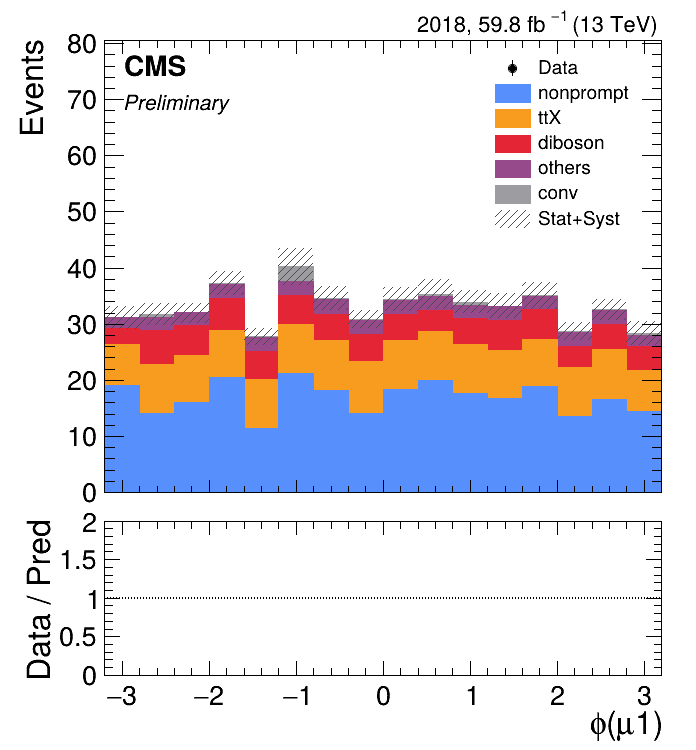 2018, 59.8 fb⁻¹ (13 TeV)
Events
80
70
60
50
40
30
20
10
0
CMS
Preliminary
Data
nonprompt
ttX
diboson
others
conv
Stat+Syst
Data / Pred
2
1.5
1
0.5
0
−3 −2 −1 0 1 2 3
ϕ(μ1)